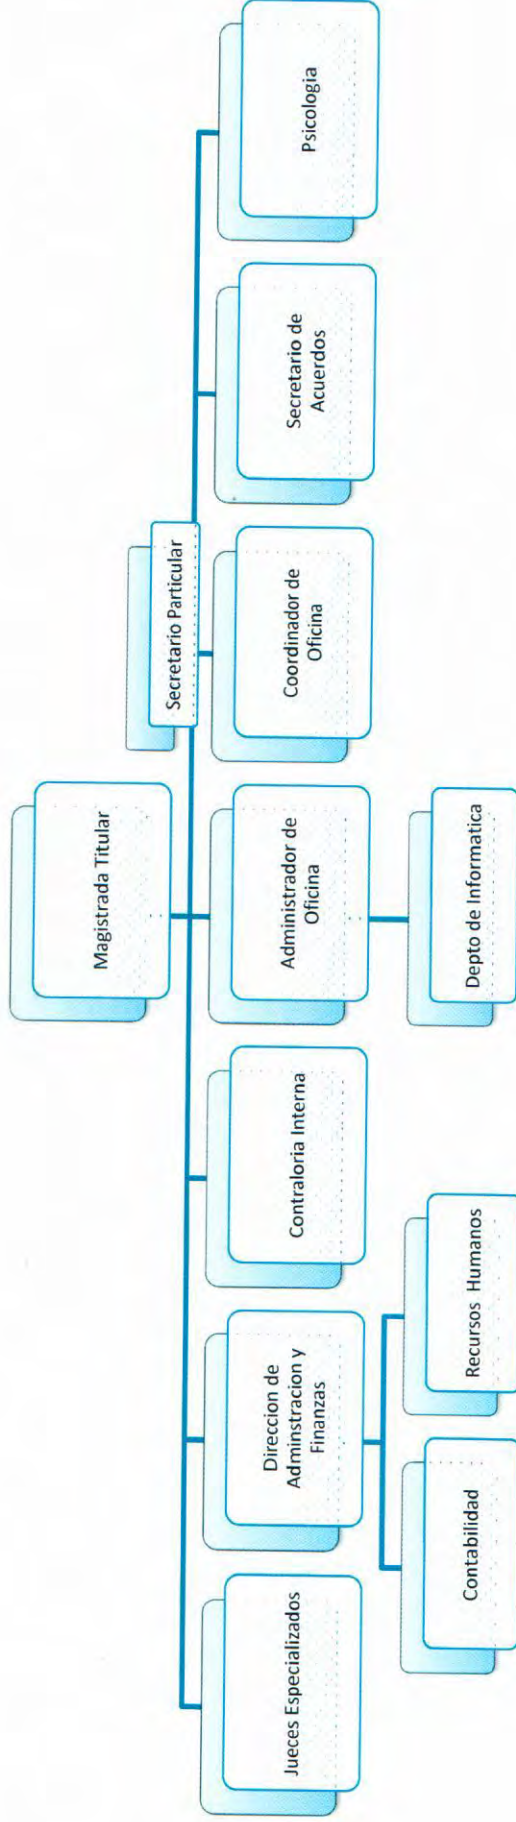 Magistrada Titular
Secretario Particular
Jueces Especializados
Direccion de
Adminstracion y
Finanzas
Contraloria Interna
Administrador de
Oficina
Coordinador de
Oficina
Secretario de
Acuerdos
Psicologia
Contabilidad
Recursos Humanos
Depto de Informatica